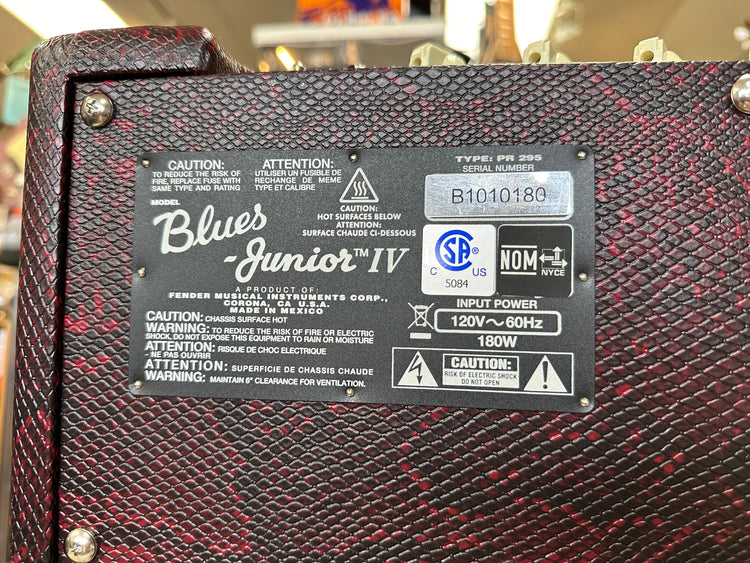 CAUTION:
TO REDUCE THE RISK OF
FIRE, REPLACE FUSE WITH
SAME TYPE AND RATING
ATTENTION:
UTILISER UN FUSIBLE DE
RECHANGE DE MEME
TYPE ET CALIBRE
CAUTION:
HOT SURFACES BELOW
ATTENTION:
SURFACE CHAUDE CI-DESSOUS
TYPE: PR 295
SERIAL NUMBER
B1010180
MODEL
Blues
Junior™ IV
A PRODUCT OF:
FENDER MUSICAL INSTRUMENTS CORP.,
CORONA, CA U.S.A.
MADE IN MEXICO
CSA ®
C US
5084
NOM
NYCE
INPUT POWER
120V~60Hz
180W
CAUTION: CHASSIS SURFACE HOT
WARNING: TO REDUCE THE RISK OF FIRE OR ELECTRIC
SHOCK, DO NOT EXPOSE THIS EQUIPMENT TO RAIN OR MOISTURE
ATTENTION: RISQUE DE CHOC ELECTRIQUE
- NE PAS OUVRIR
ATTENTION: SUPERFICIE DE CHASSIS CHAUDE
WARNING: MAINTAIN 6" CLEARANCE FOR VENTILATION.
CAUTION:
RISK OF ELECTRIC SHOCK
DO NOT OPEN